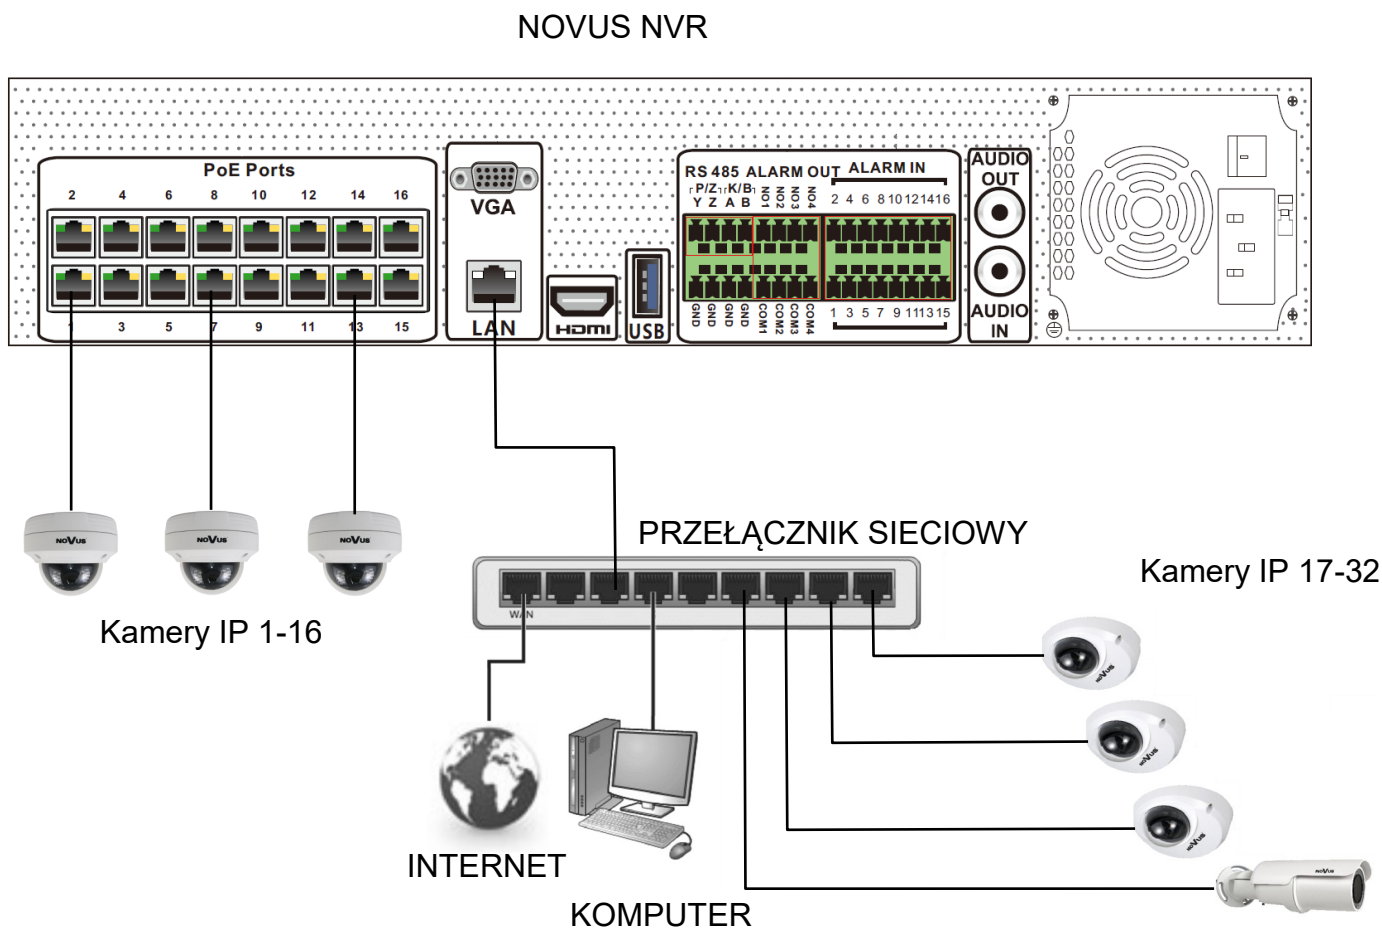 NOVUS NVR
PoE Ports
2 4 6 8 10 12 14 16
1 3 5 7 9 11 13 15
VGA
LAN
HDMI
USB
RS 485 ALARM OUT ALARM IN
P/Z K/B
Y Z A B NO1 NO2 NO3 NO4 2 4 6 8 10 12 14 16
GND GND GND GND COM1 COM2 COM3 COM4 1 3 5 7 9 11 13 15
AUDIO
OUT
AUDIO
IN
NOVUS
NOVUS
NOVUS
Kamery IP 1-16
PRZEŁĄCZNIK SIECIOWY
WAN
Kamery IP 17-32
NOVUS
NOVUS
NOVUS
NOVUS
INTERNET
KOMPUTER